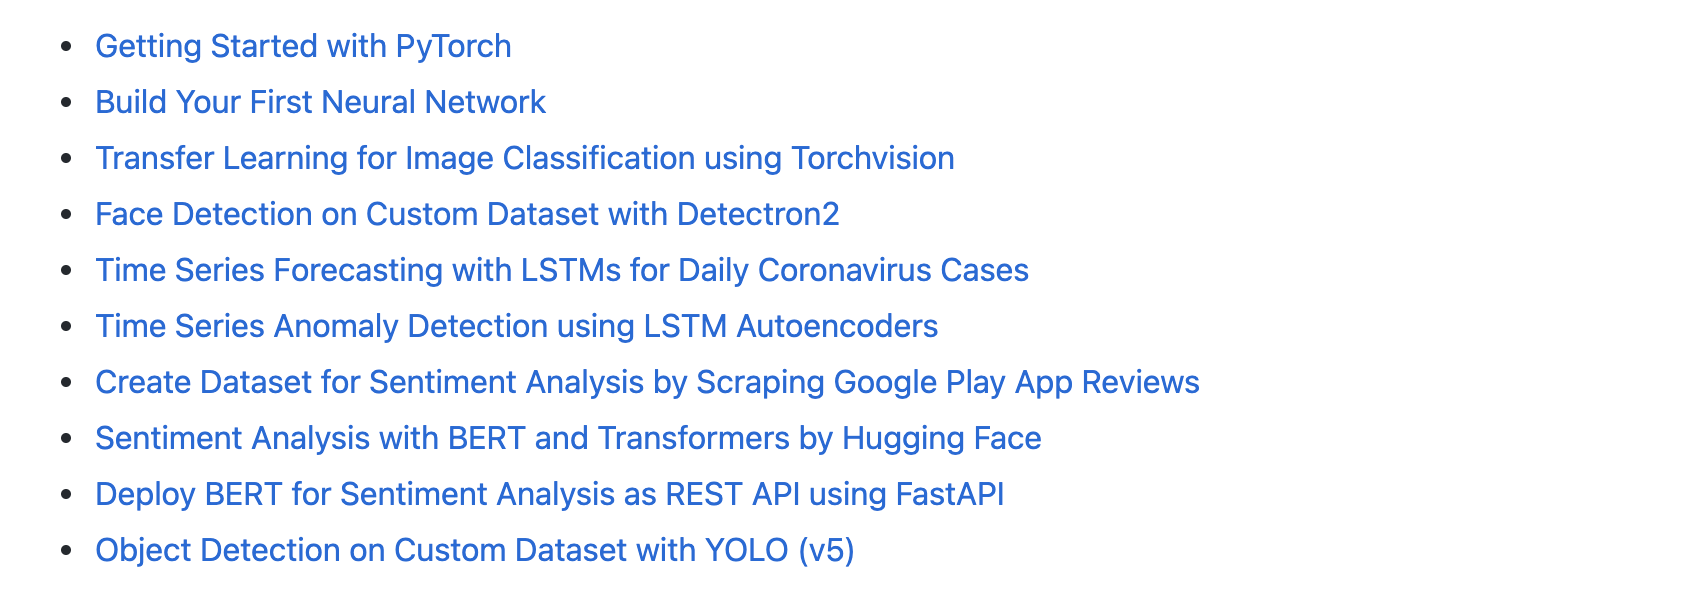 Getting Started with PyTorch
Build Your First Neural Network
Transfer Learning for Image Classification using Torchvision
Face Detection on Custom Dataset with Detectron2
Time Series Forecasting with LSTMs for Daily Coronavirus Cases
Time Series Anomaly Detection using LSTM Autoencoders
Create Dataset for Sentiment Analysis by Scraping Google Play App Reviews
Sentiment Analysis with BERT and Transformers by Hugging Face
Deploy BERT for Sentiment Analysis as REST API using FastAPI
Object Detection on Custom Dataset with YOLO (v5)